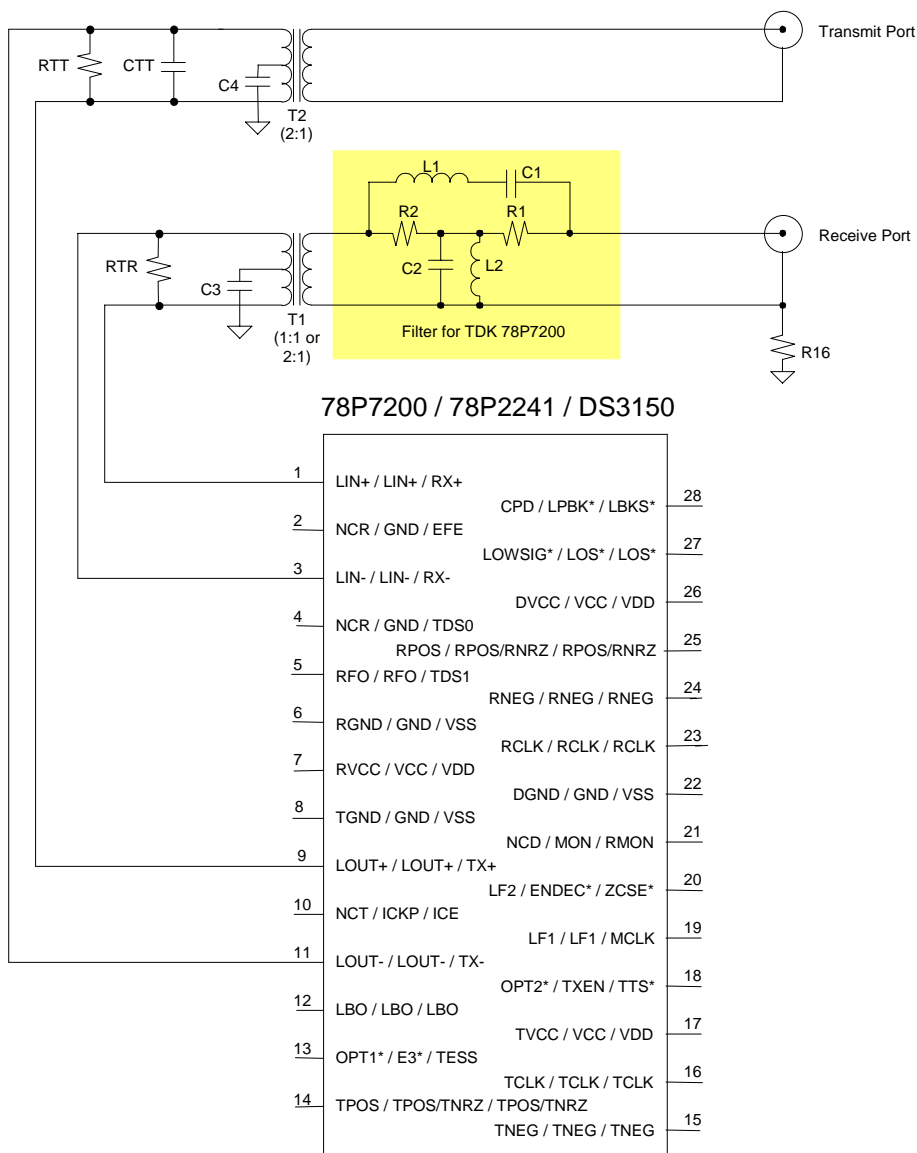 Transmit Port
RTT
CTT
C4
T2
(2:1)
L1
C1
R2
R1
Receive Port
RTR
C2
L2
C3
T1
(1:1 or
2:1)
Filter for TDK 78P7200
R16
78P7200 / 78P2241 / DS3150
1
LIN+ / LIN+ / RX+
28
CPD / LPBK* / LBKS*
2
NCR / GND / EFE
27
LOWSIG* / LOS* / LOS*
3
LIN- / LIN- / RX-
26
DVCC / VCC / VDD
4
NCR / GND / TDS0
25
RPOS / RPOS/RNRZ / RPOS/RNRZ
5
RFO / RFO / TDS1
24
RNEG / RNEG / RNEG
6
RGND / GND / VSS
23
RCLK / RCLK / RCLK
7
RVCC / VCC / VDD
22
DGND / GND / VSS
8
TGND / GND / VSS
21
NCD / MON / RMON
9
LOUT+ / LOUT+ / TX+
20
LF2 / ENDEC* / ZCSE*
10
NCT / ICKP / ICE
19
LF1 / LF1 / MCLK
11
LOUT- / LOUT- / TX-
18
OPT2* / TXEN / TTS*
12
LBO / LBO / LBO
17
TVCC / VCC / VDD
13
OPT1* / E3* / TESS
16
TCLK / TCLK / TCLK
14
TPOS / TPOS/TNRZ / TPOS/TNRZ
15
TNEG / TNEG / TNEG